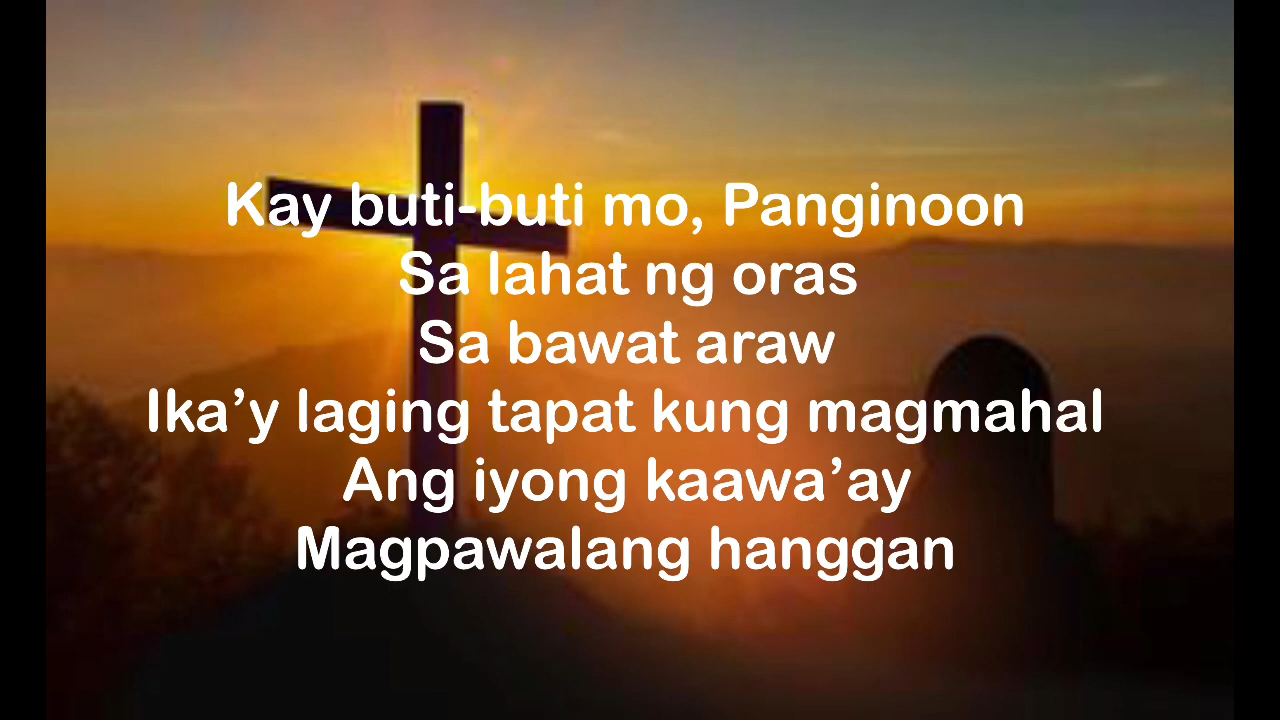 Kay buti-buti mo, Panginoon
Sa lahat ng oras
Sa bawat araw
Ika’y laging tapat kung magmahal
Ang iyong kaawa’ay
Magpawalang hanggan